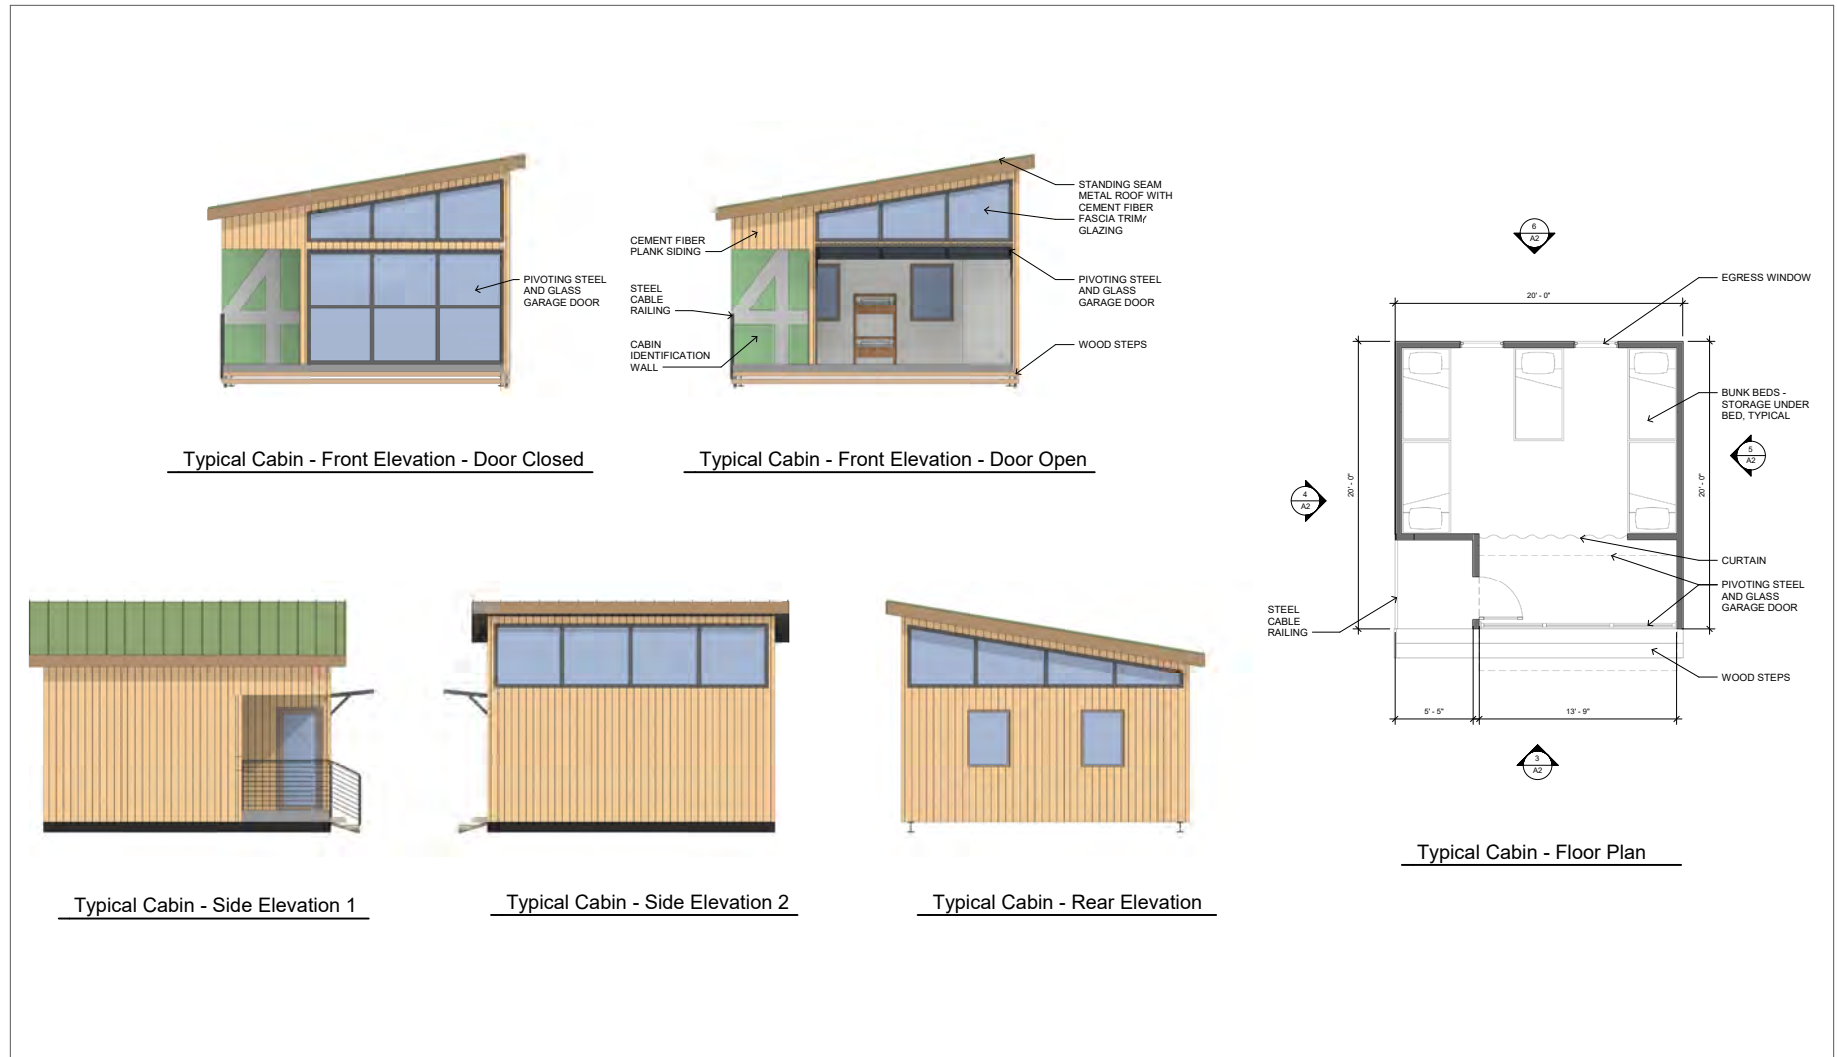 STANDING SEAM
METAL ROOF WITH
CEMENT FIBER
FASCIA TRIM/
GLAZING
CEMENT FIBER
PLANK SIDING
PIVOTING STEEL
AND GLASS
GARAGE DOOR
STEEL
CABLE
RAILING
PIVOTING STEEL
AND GLASS
GARAGE DOOR
CABIN
IDENTIFICATION
WALL
WOOD STEPS
4
4
Typical Cabin - Front Elevation - Door Closed
Typical Cabin - Front Elevation - Door Open
Typical Cabin - Side Elevation 1
Typical Cabin - Side Elevation 2
Typical Cabin - Rear Elevation
6
A2
EGRESS WINDOW
20' - 0"
BUNK BEDS -
STORAGE UNDER
BED, TYPICAL
5
A2
4
A2
20' - 0"
20' - 0"
CURTAIN
PIVOTING STEEL
AND GLASS
GARAGE DOOR
STEEL
CABLE
RAILING
WOOD STEPS
5' - 5"
13' - 9"
3
A2
Typical Cabin - Floor Plan